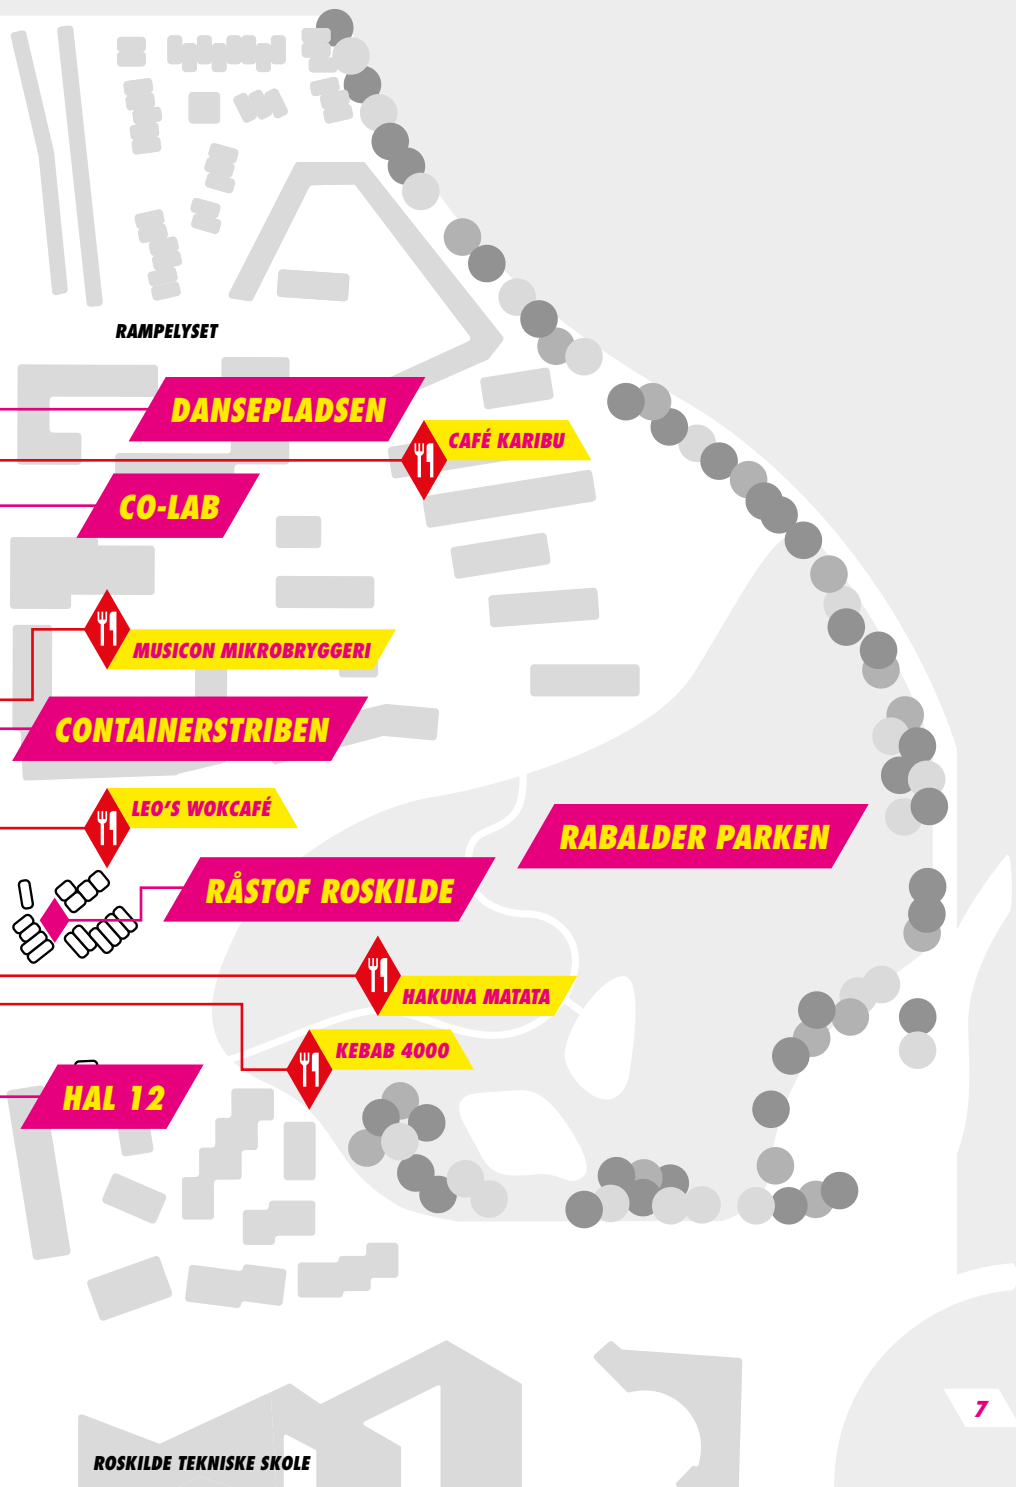 RAMPELYSET
DANSEPLADSEN
CAFÉ KARIBU
CO-LAB
MUSICON MIKROBRYGGERI
CONTAINERSTRIBEN
LEO'S WOKCAFÉ
RABALDER PARKEN
RÅSTOF ROSKILDE
HAKUNA MATATA
KEBAB 4000
HAL 12
7
ROSKILDE TEKNISKE SKOLE